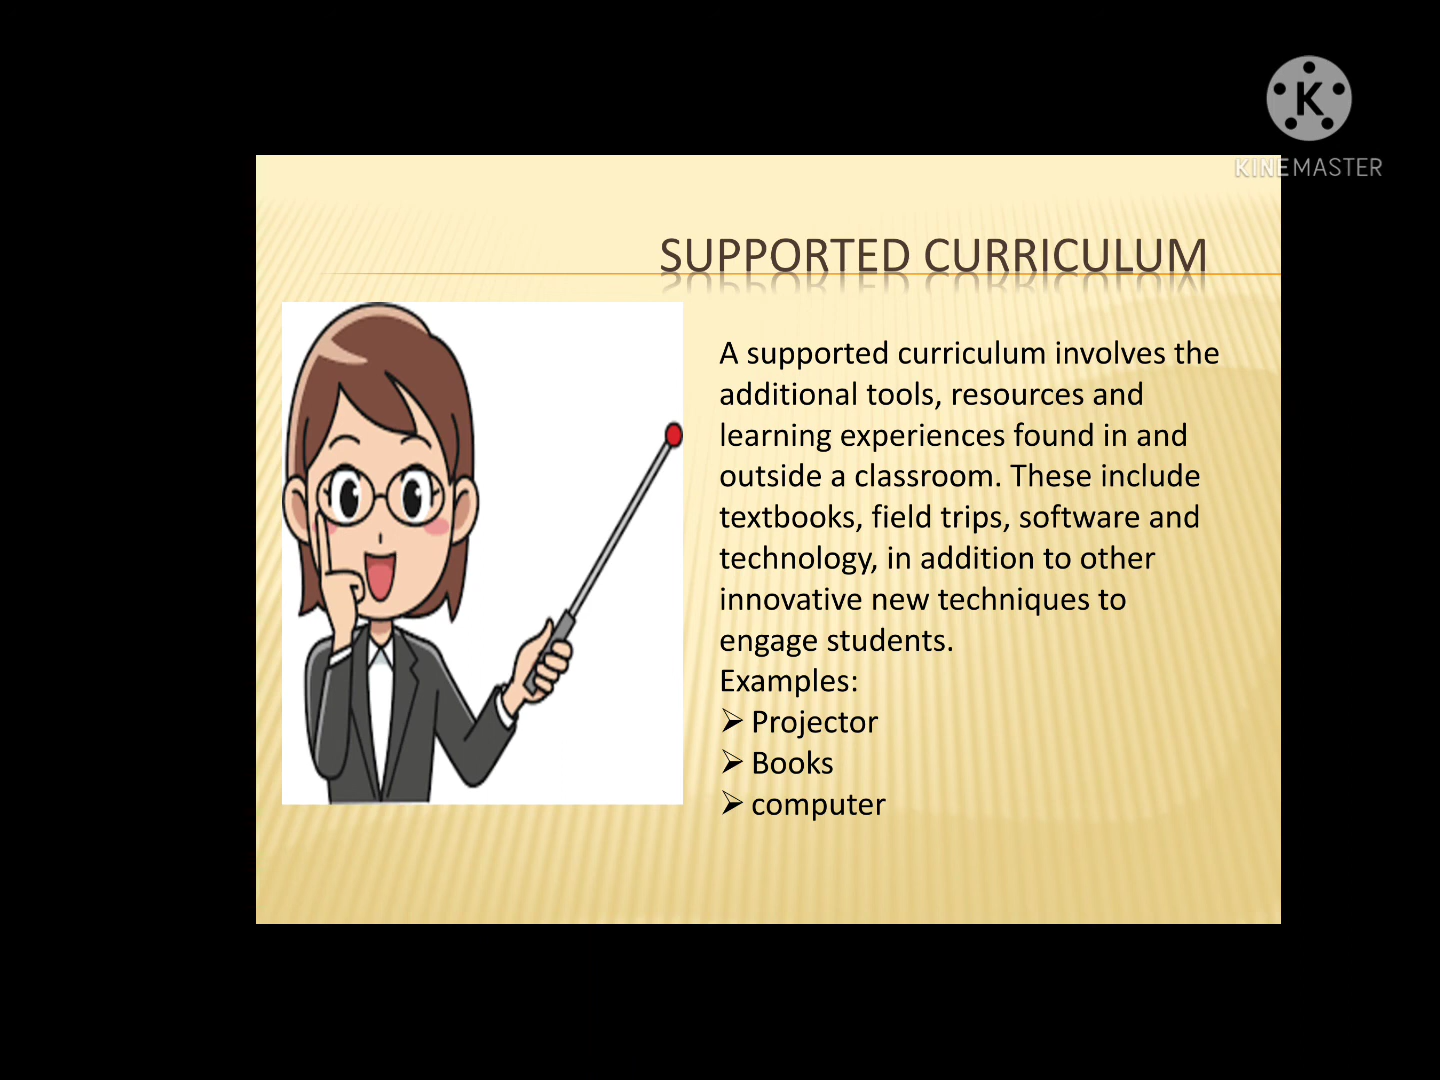 K
KINEMASTER
SUPPORTED CURRICULUM
A supported curriculum involves the
additional tools, resources and
learning experiences found in and
outside a classroom. These include
textbooks, field trips, software and
technology, in addition to other
innovative new techniques to
engage students.
Examples:
➢ Projector
➢ Books
➢ computer